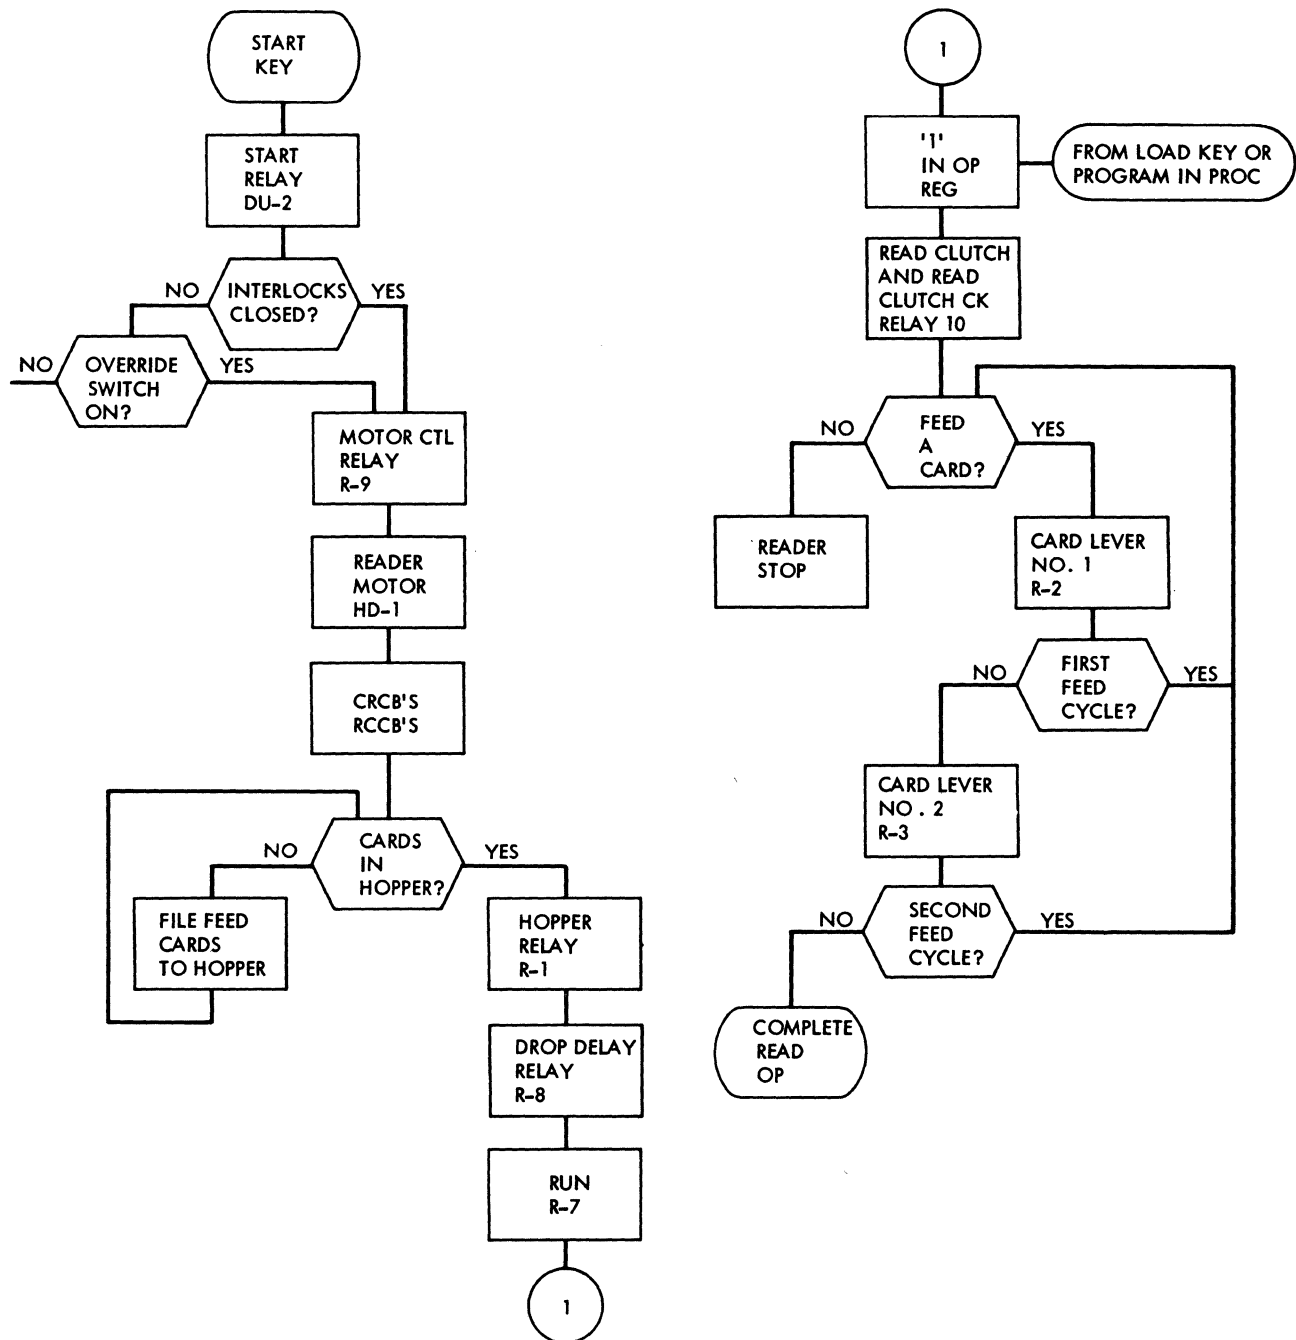 START
KEY
START
RELAY
DU-2
INTERLOCKS
CLOSED?
NO
YES
OVERRIDE
SWITCH
ON?
NO
YES
MOTOR CTL
RELAY
R-9
READER
MOTOR
HD-1
CRCB'S
RCCB'S
CARDS
IN
HOPPER?
NO
YES
FILE FEED
CARDS
TO HOPPER
HOPPER
RELAY
R-1
DROP DELAY
RELAY
R-8
RUN
R-7
1
1
'1'
IN OP
REG
FROM LOAD KEY OR
PROGRAM IN PROC
READ CLUTCH
AND READ
CLUTCH CK
RELAY 10
FEED
A
CARD?
NO
YES
READER
STOP
CARD LEVER
NO. 1
R-2
FIRST
FEED
CYCLE?
NO
YES
CARD LEVER
NO. 2
R-3
SECOND
FEED
CYCLE?
NO
YES
COMPLETE
READ
OP